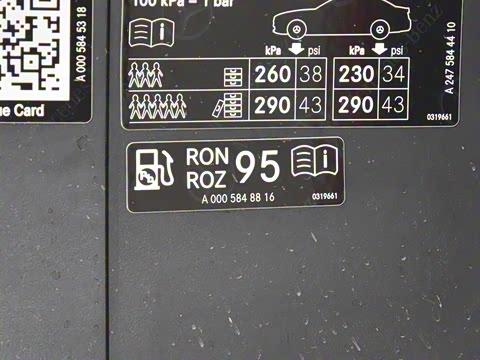 100 kPa = 1 bar
kPa psi kPa psi
260 38 230 34
290 43 290 43
0319661
A 247 584 44 10
A 000 584 53 18
ue Card
RON
ROZ 95
A 000 584 88 16
0319661